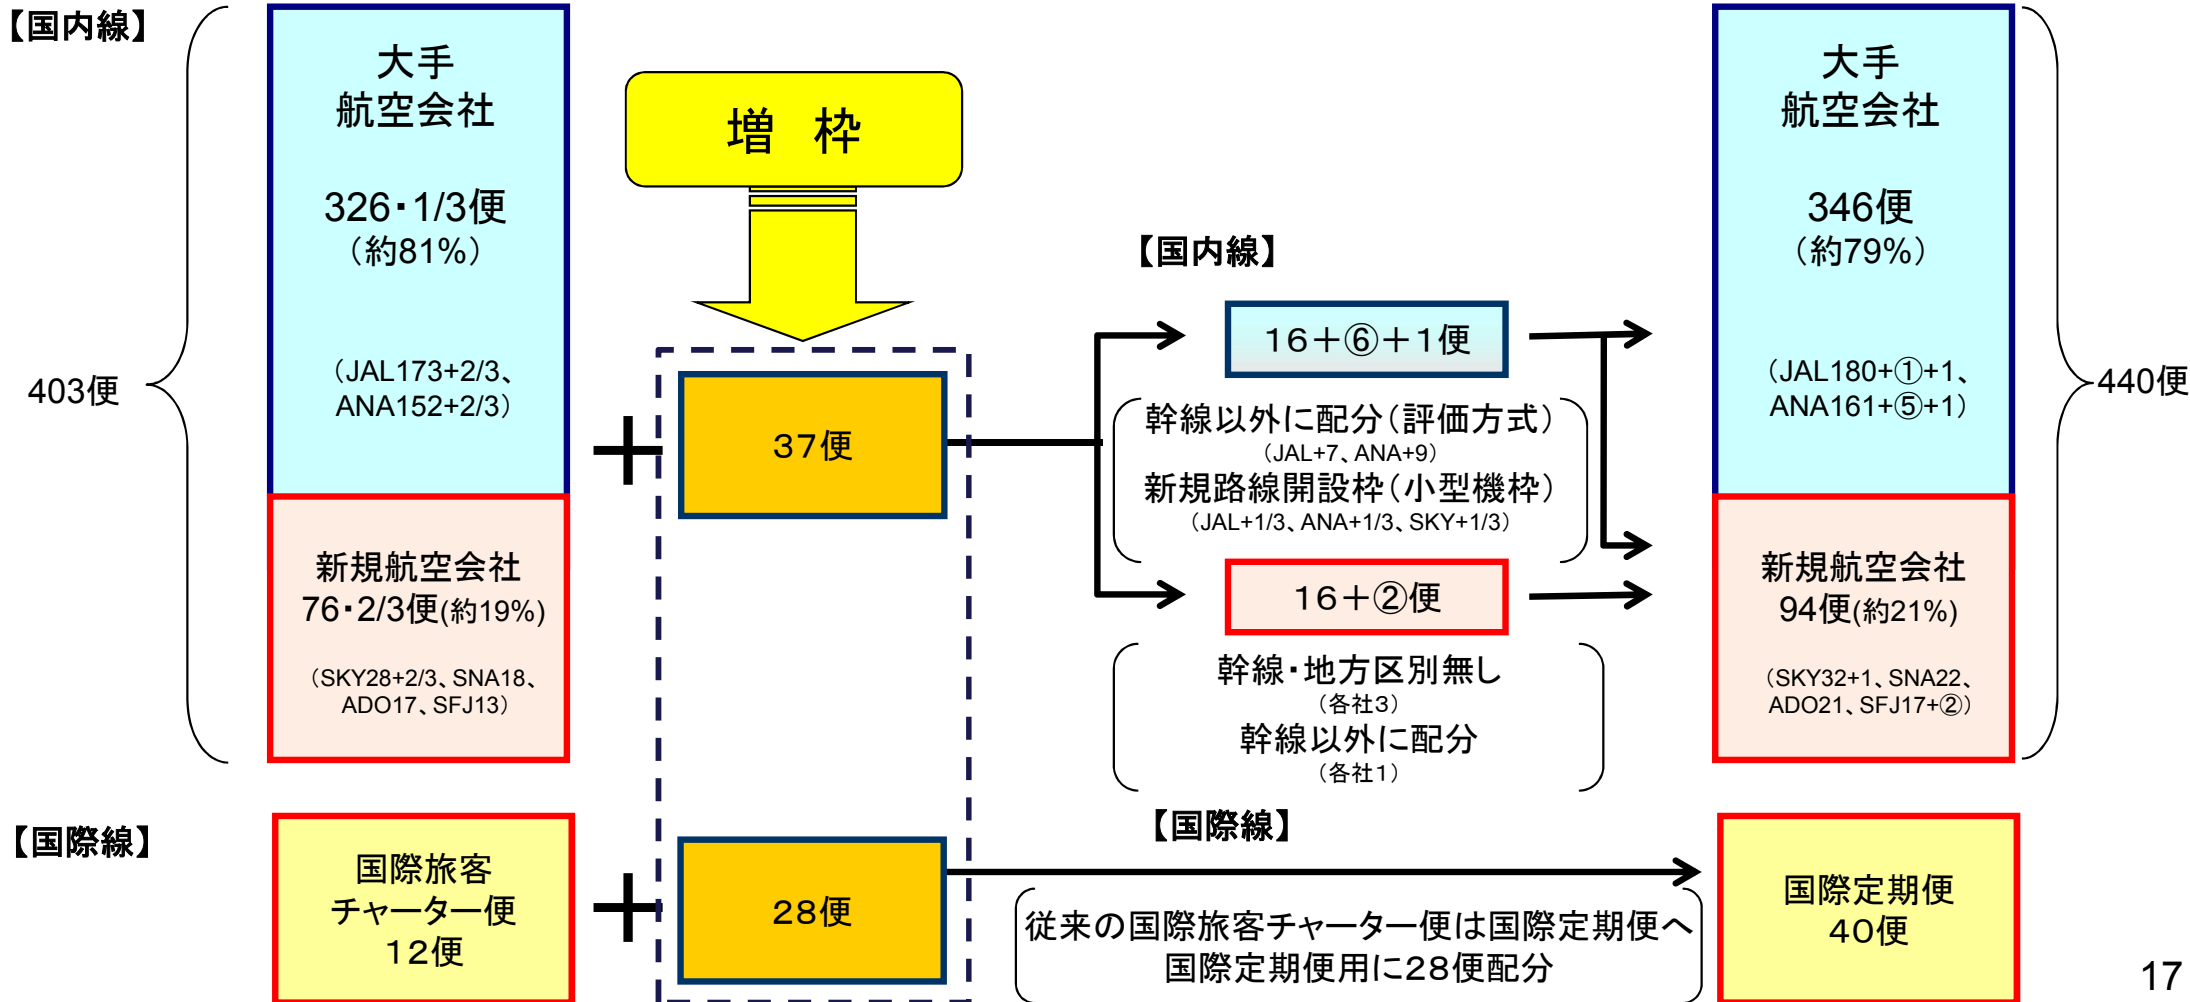 【国内線】
大手
航空会社
326・1/3便
（約81%）
（JAL173+2/3、
ANA152+2/3）
403便
新規航空会社
76・2/3便(約19%)
（SKY28+2/3、SNA18、
ADO17、SFJ13）
増　枠
＋
37便
【国内線】
16＋⑥＋1便
幹線以外に配分（評価方式）
（JAL+7、ANA+9）
新規路線開設枠（小型機枠）
（JAL+1/3、ANA+1/3、SKY+1/3）
16＋②便
幹線・地方区別無し
（各社3）
幹線以外に配分
（各社1）
大手
航空会社
346便
（約79%）
（JAL180+①+1、
ANA161+⑤+1）
440便
新規航空会社
94便(約21%)
（SKY32+1、SNA22、
ADO21、SFJ17+②）
【国際線】
国際旅客
チャーター便
12便
＋
28便
【国際線】
従来の国際旅客チャーター便は国際定期便へ
国際定期便用に28便配分
国際定期便
40便
17